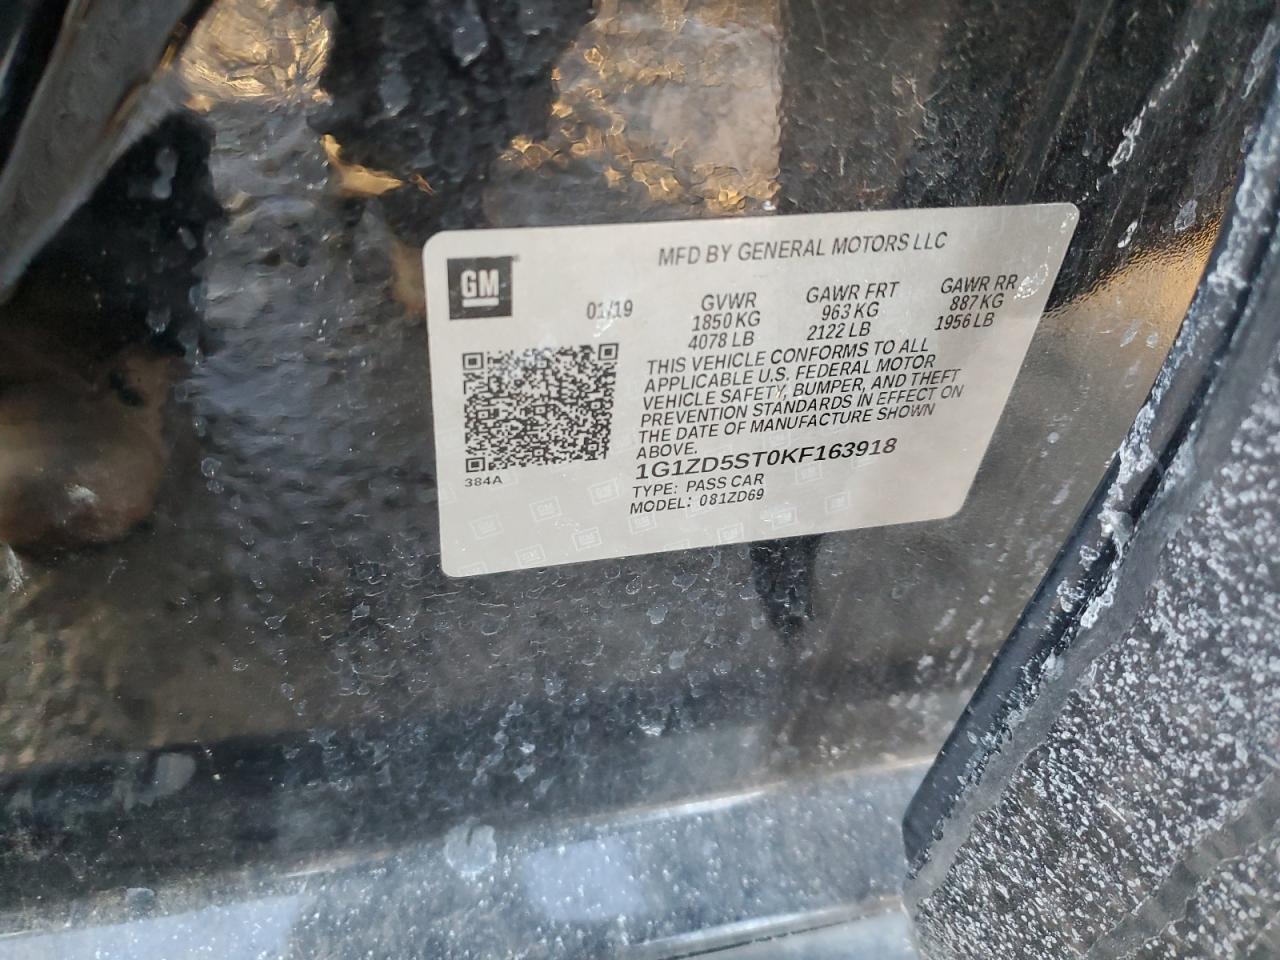 MFD BY GENERAL MOTORS LLC
GM
01/19
GVWR
1850 KG
4078 LB
GAWR FRT
963 KG
2122 LB
GAWR RR
887 KG
1956 LB
THIS VEHICLE CONFORMS TO ALL
APPLICABLE U.S. FEDERAL MOTOR
VEHICLE SAFETY, BUMPER, AND THEFT
PREVENTION STANDARDS IN EFFECT ON
THE DATE OF MANUFACTURE SHOWN
ABOVE.
384A
1G1ZD5ST0KF163918
TYPE: PASS CAR
MODEL: 081ZD69